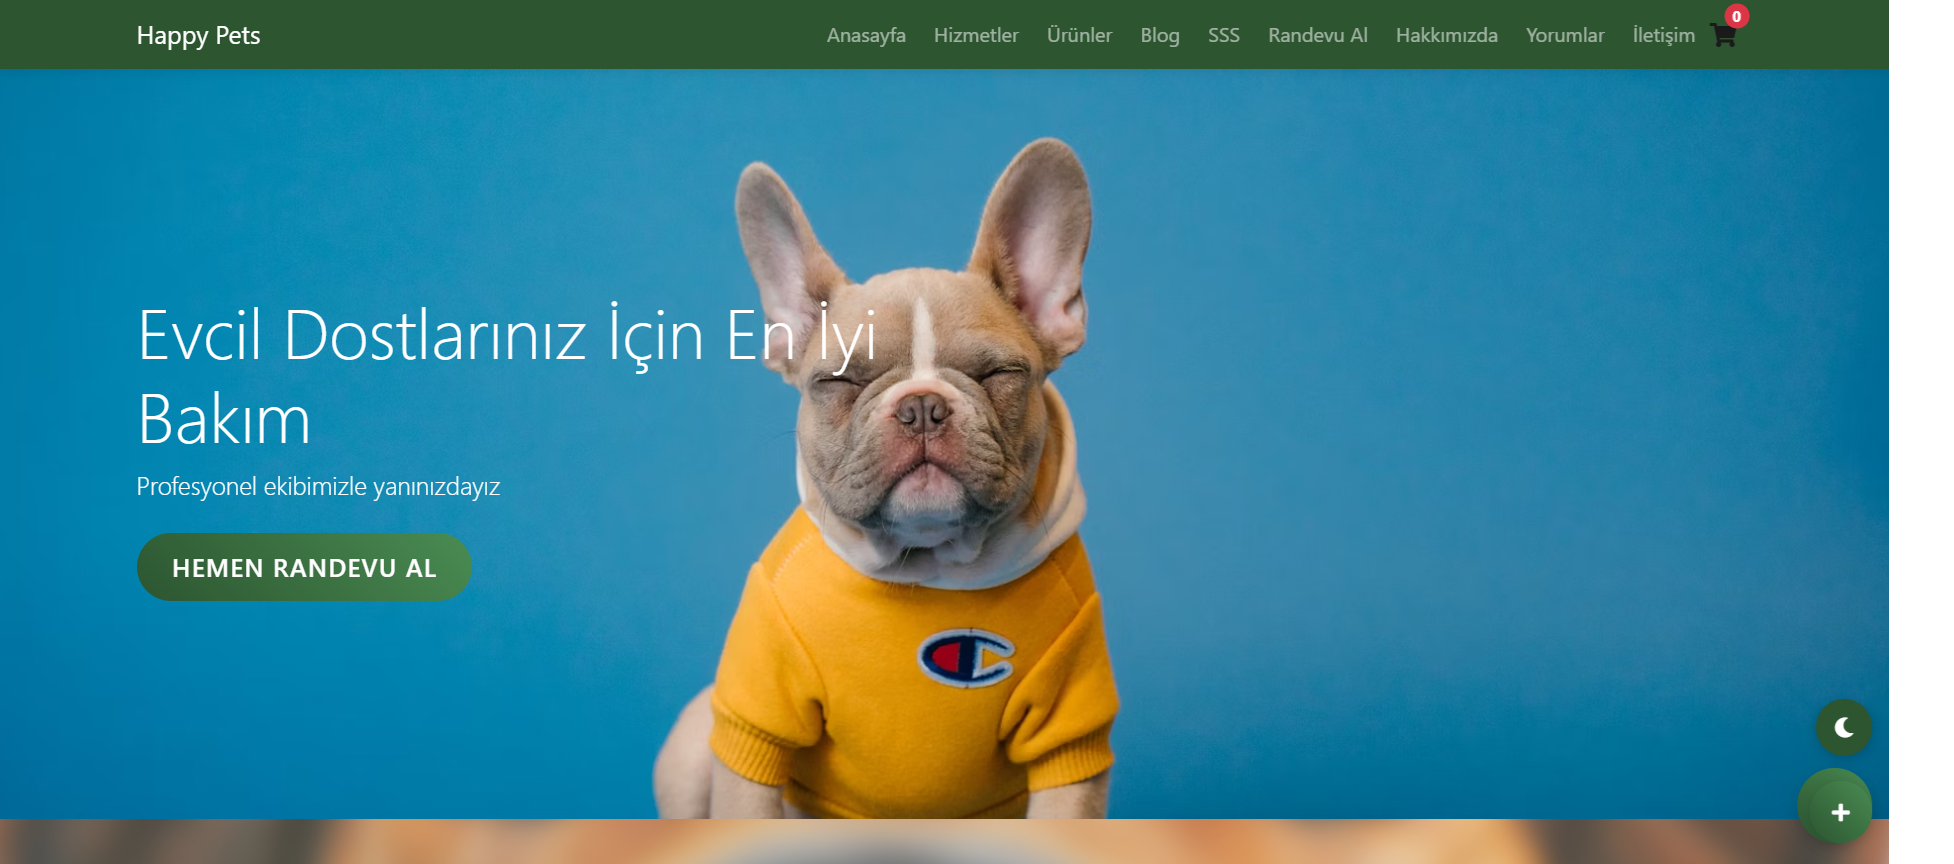 Happy Pets
Anasayfa Hizmetler Ürünler Blog SSS Randevu Al Hakkımızda Yorumlar İletişim 0
Evcil Dostlarınız İçin En İyi
Bakım
Profesyonel ekibimizle yanınızdayız
HEMEN RANDEVU AL